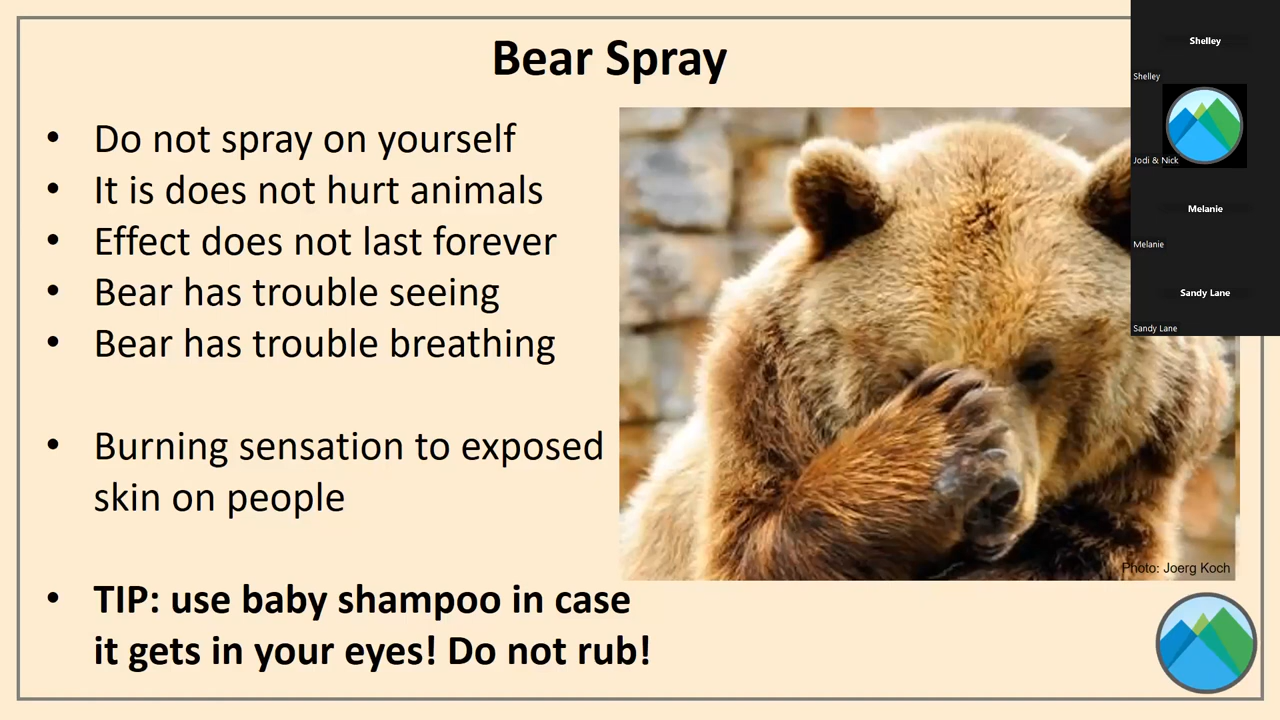 Bear Spray
• Do not spray on yourself
• It is does not hurt animals
• Effect does not last forever
• Bear has trouble seeing
• Bear has trouble breathing
• Burning sensation to exposed
skin on people
• TIP: use baby shampoo in case
it gets in your eyes! Do not rub!
Photo: Joerg Koch
Shelley
Shelley
Jodi & Nick
Melanie
Melanie
Sandy Lane
Sandy Lane